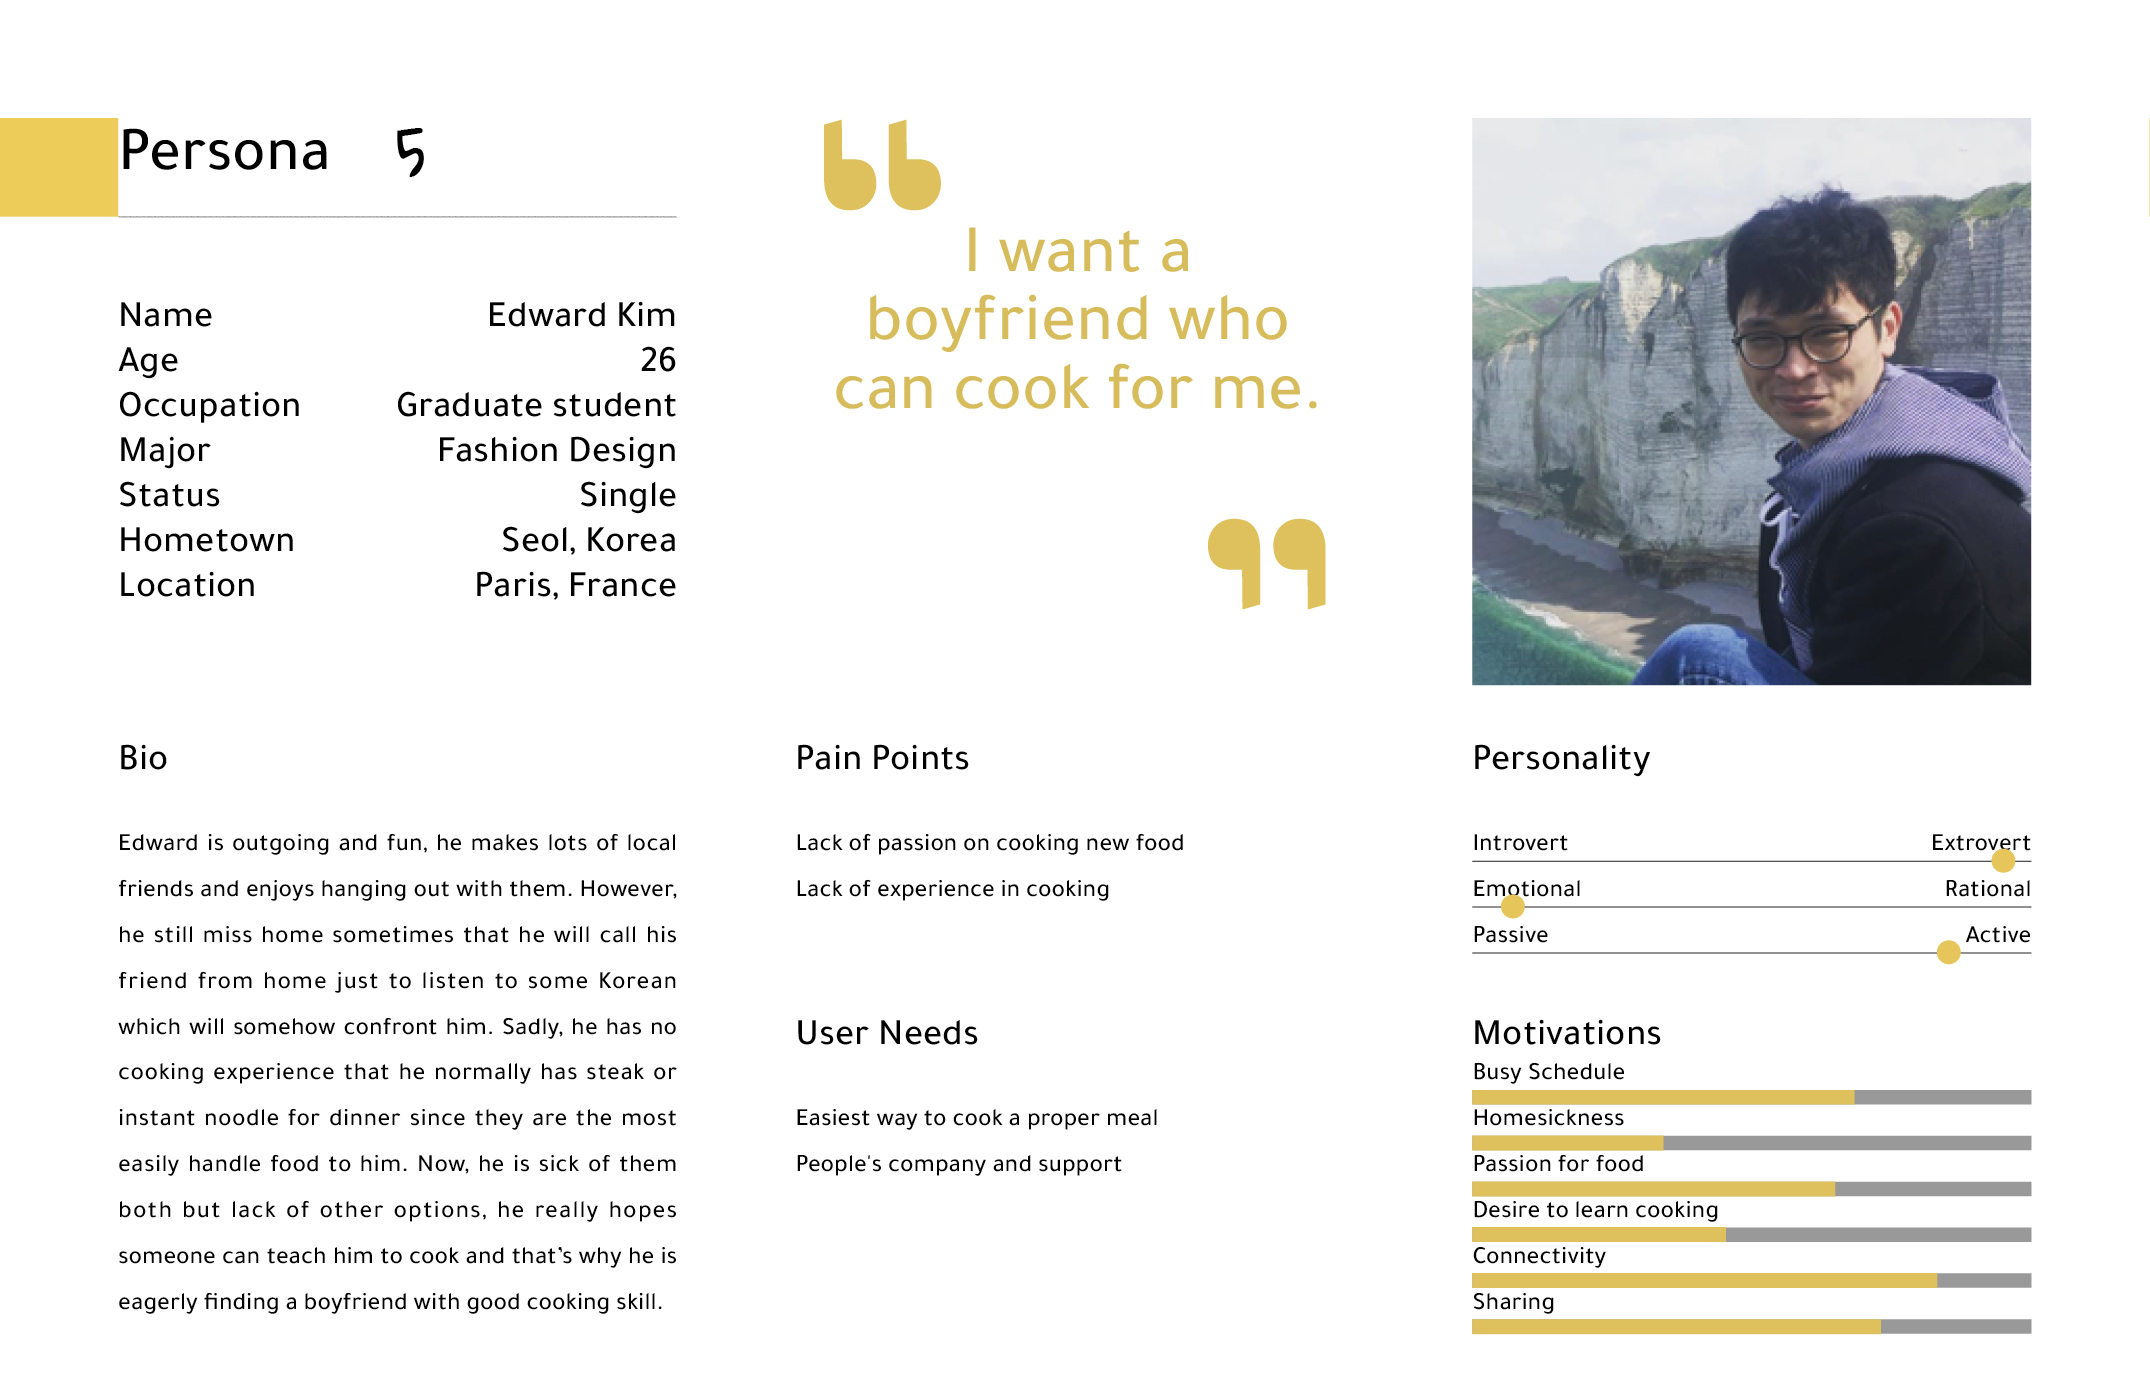 Persona 5
Name Edward Kim
Age 26
Occupation Graduate student
Major Fashion Design
Status Single
Hometown Seol, Korea
Location Paris, France
“
I want a
boyfriend who
can cook for me.
”
Bio
Edward is outgoing and fun, he makes lots of local
friends and enjoys hanging out with them. However,
he still miss home sometimes that he will call his
friend from home just to listen to some Korean
which will somehow confront him. Sadly, he has no
cooking experience that he normally has steak or
instant noodle for dinner since they are the most
easily handle food to him. Now, he is sick of them
both but lack of other options, he really hopes
someone can teach him to cook and that's why he is
eagerly finding a boyfriend with good cooking skill.
Pain Points
Lack of passion on cooking new food
Lack of experience in cooking
User Needs
Easiest way to cook a proper meal
People's company and support
Personality
Introvert Extrovert
Emotional Rational
Passive Active
Motivations
Busy Schedule
Homesickness
Passion for food
Desire to learn cooking
Connectivity
Sharing